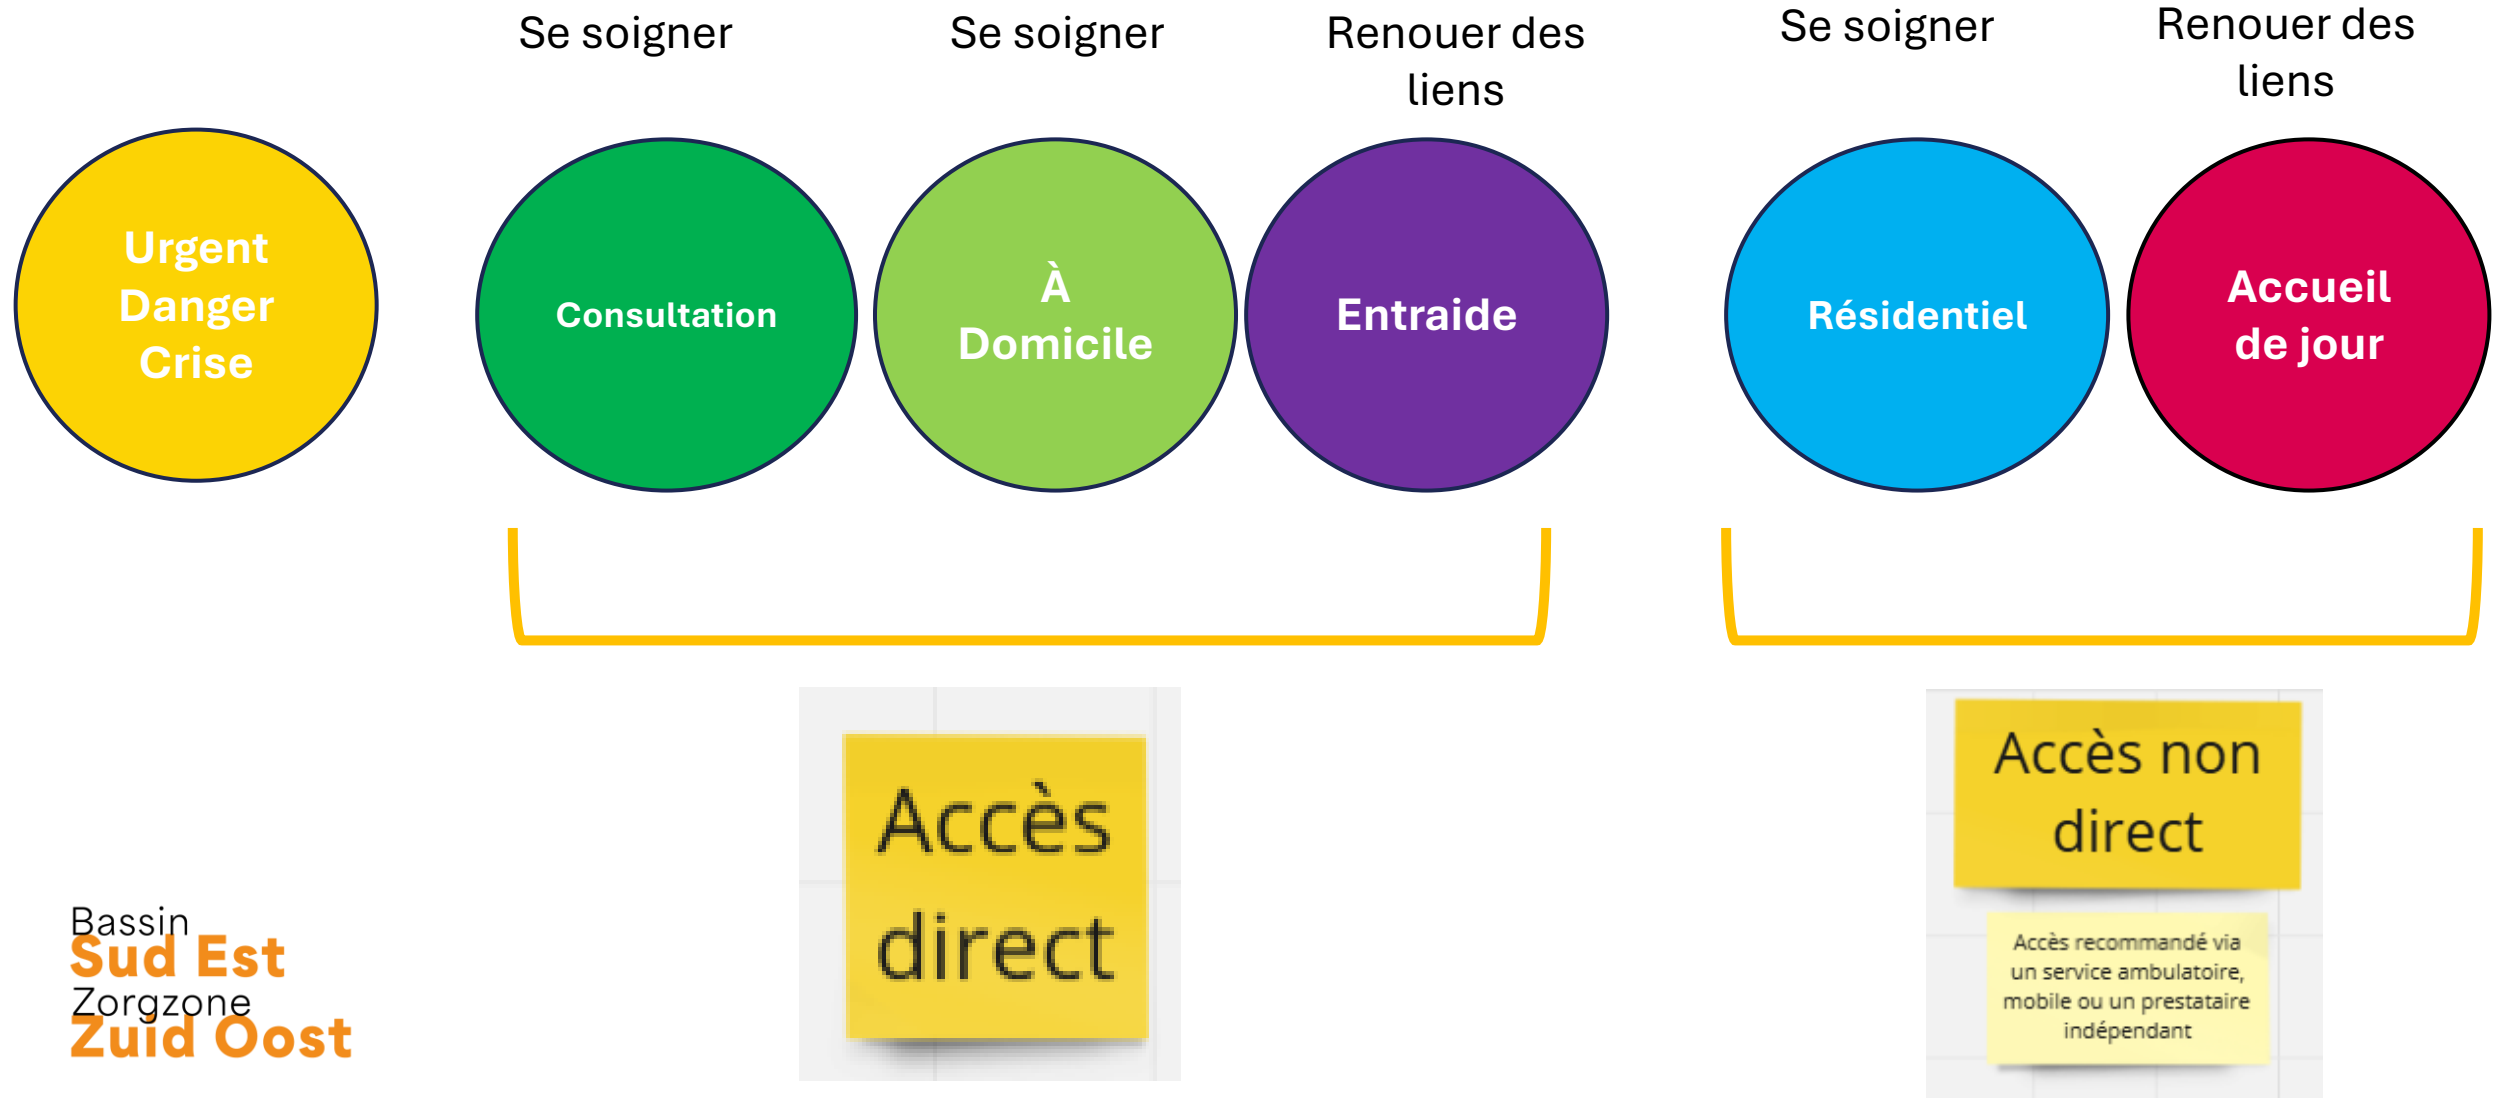 Se soigner
Se soigner
Renouer des
liens
Se soigner
Renouer des
liens
Urgent
Danger
Crise
Consultation
À
Domicile
Entraide
Résidentiel
Accueil
de jour
Accès
direct
Accès non
direct
Accès recommandé via
un service ambulatoire,
mobile ou un prestataire
indépendant
Bassin
Sud Est
Zorgzone
Zuid Oost